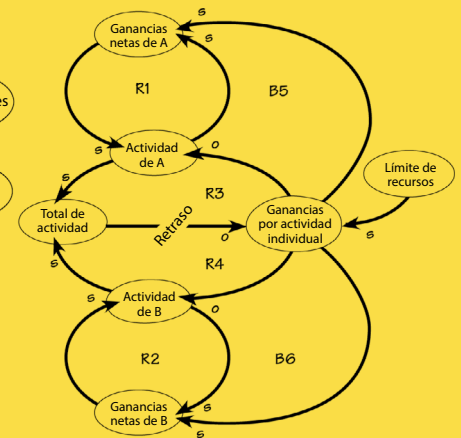 Ganancias
netas de A
S
S
R1
B5
es
S
Actividad
de A
O
S
R3
Límite de
recursos
Total de
actividad
Retraso
O
Ganancias
por actividad
individual
S
S
R4
S
Actividad
de B
O
R2
B6
S
Ganancias
netas de B
S